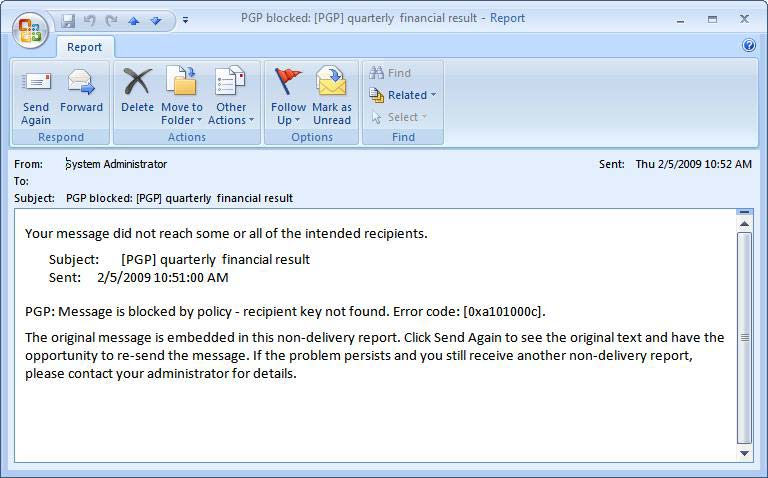 PGP blocked: [PGP] quarterly  financial result - Report
Report
Send Again
Forward
Delete
Move to Folder
Other Actions
Follow Up
Mark as Unread
Find
Related
Select
Respond
Actions
Options
Find
From: System Administrator
Sent: Thu 2/5/2009 10:52 AM
To:
Subject: PGP blocked: [PGP] quarterly  financial result
Your message did not reach some or all of the intended recipients.
Subject: [PGP] quarterly  financial result
Sent: 2/5/2009 10:51:00 AM
PGP: Message is blocked by policy - recipient key not found. Error code: [0xa101000c].
The original message is embedded in this non-delivery report. Click Send Again to see the original text and have the
opportunity to re-send the message. If the problem persists and you still receive another non-delivery report,
please contact your administrator for details.